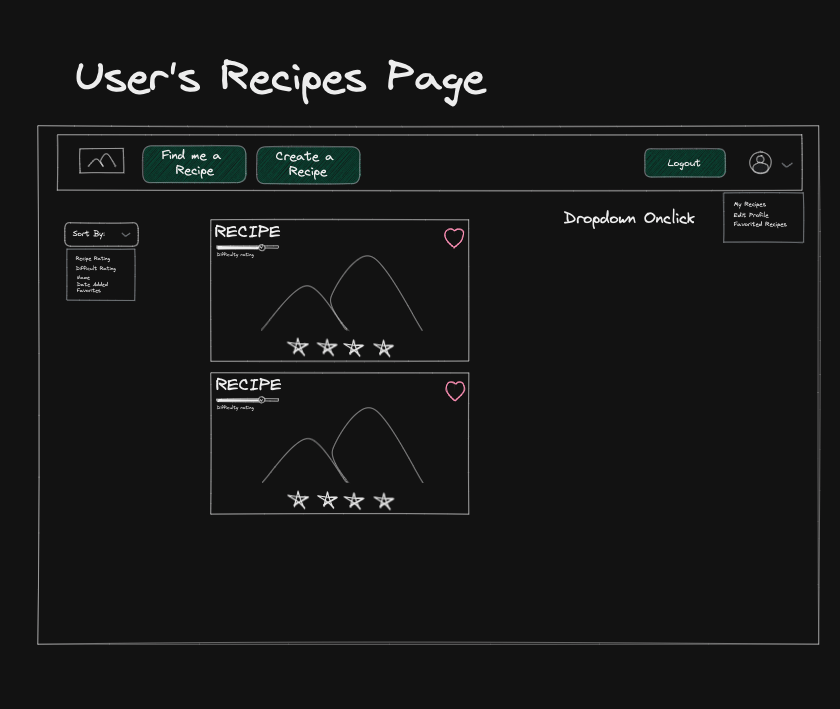 User's Recipes Page
Find me a
Recipe
Create a
Recipe
Logout
My Recipes
Edit Profile
Favorited Recipes
Dropdown Onclick
Sort By:
Recipe Rating
Difficult Rating
Name
Date Added
Favorites
RECIPE
Difficulty rating
RECIPE
Difficulty rating